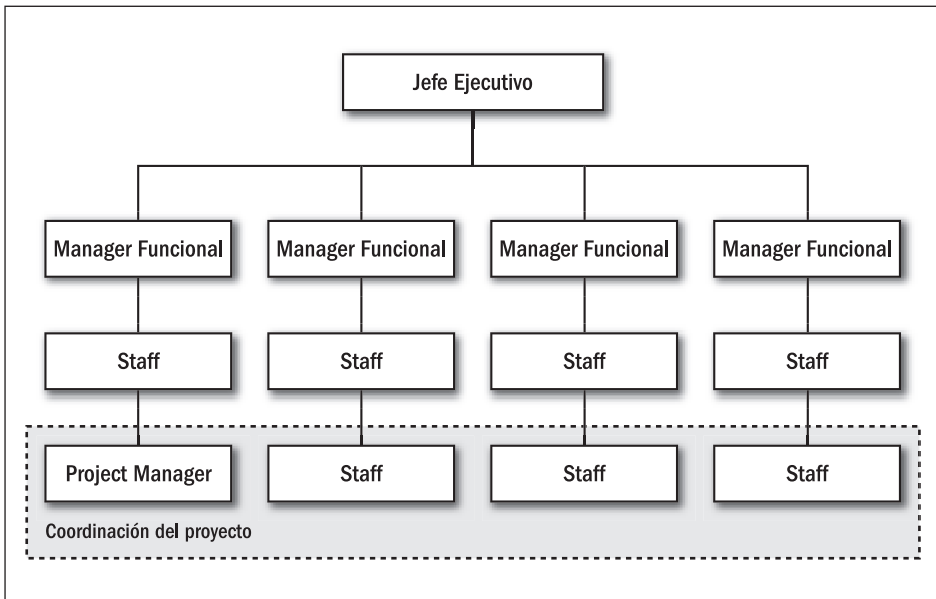 Jefe Ejecutivo
Manager Funcional
Manager Funcional
Manager Funcional
Manager Funcional
Staff
Staff
Staff
Staff
Project Manager
Staff
Staff
Staff
Coordinación del proyecto